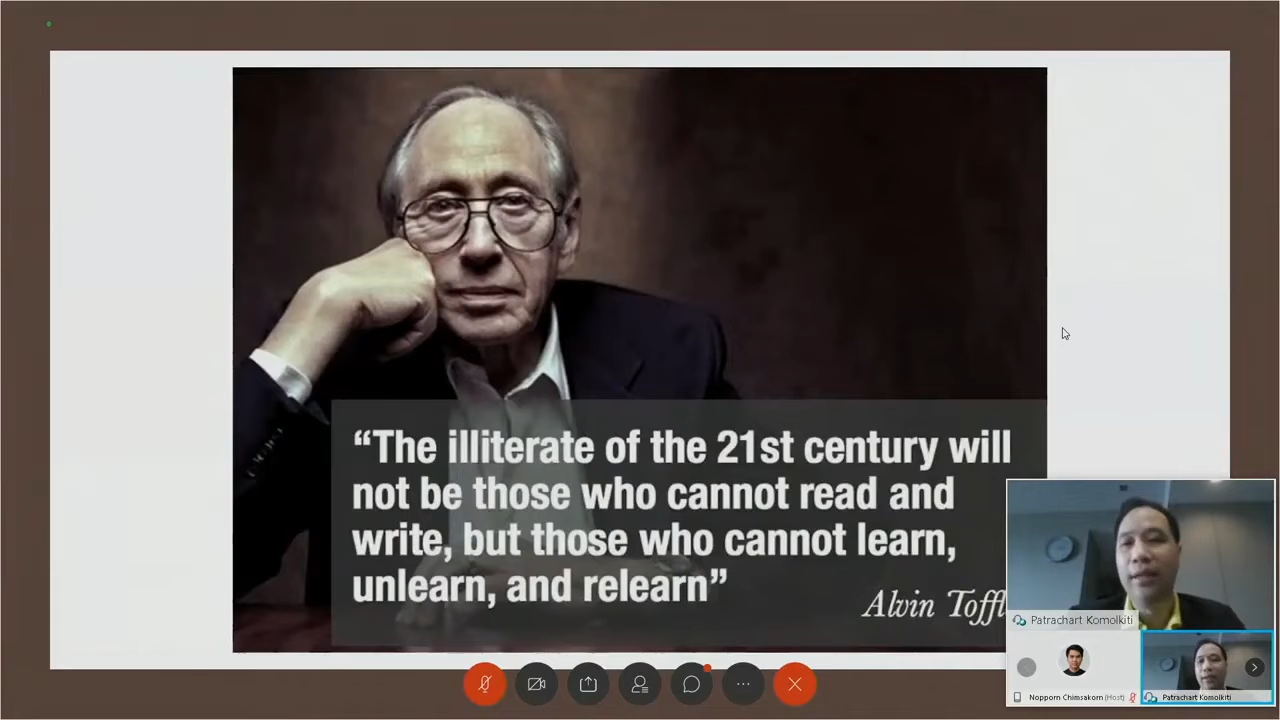 “The illiterate of the 21st century will
not be those who cannot read and
write, but those who cannot learn,
unlearn, and relearn”
Alvin Toffl
Patrachart Komolkiti
Nopporn Chimsakorn (Host)
Patrachart Komolkiti